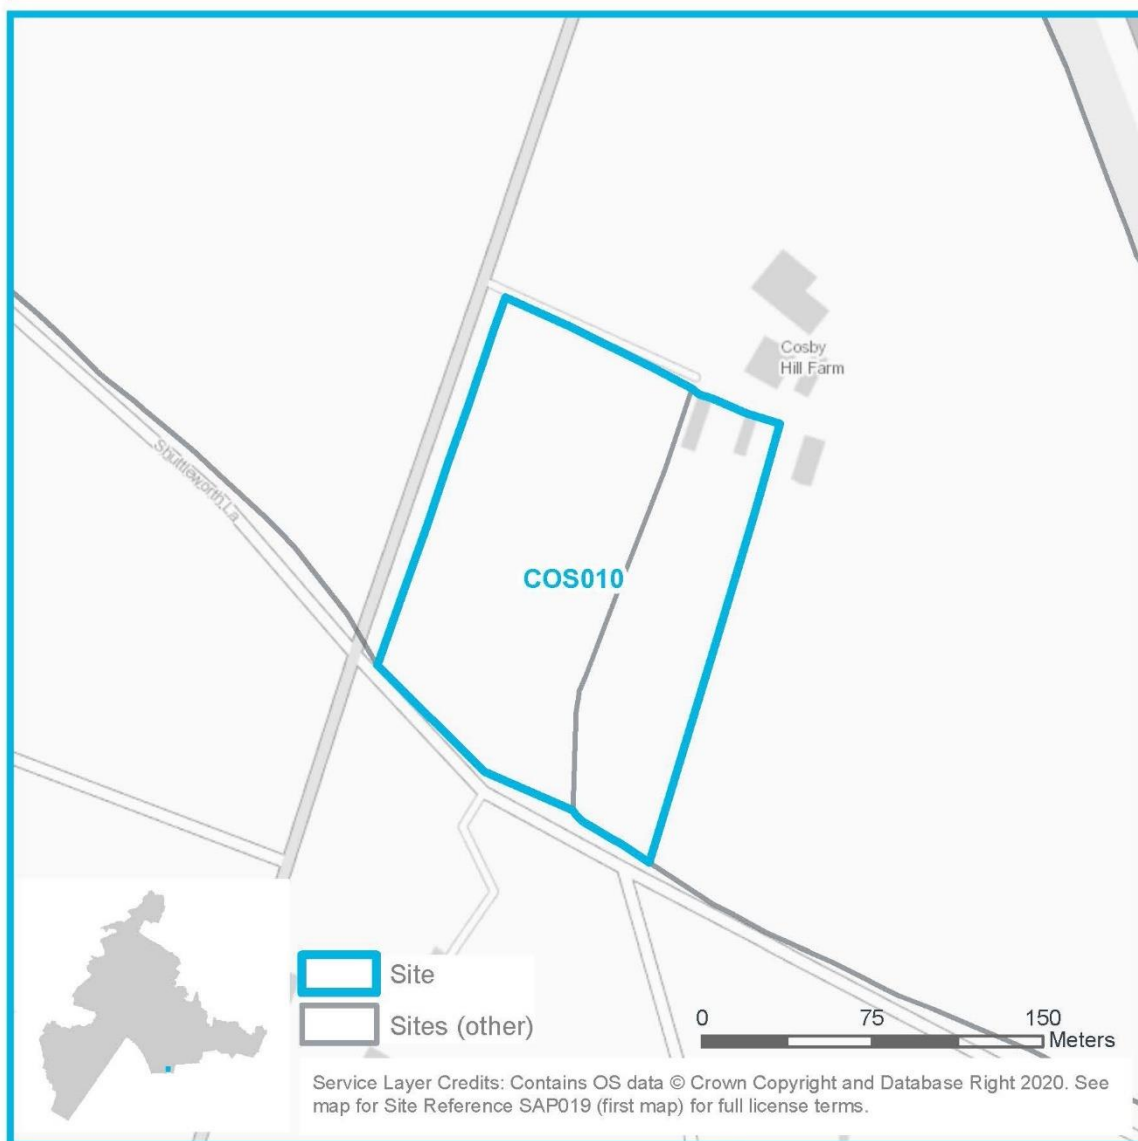 Cosby
Hill Farm
Shuttleworth La
COS010
Site
Sites (other)
0 75 150
Meters
Service Layer Credits: Contains OS data © Crown Copyright and Database Right 2020. See
map for Site Reference SAP019 (first map) for full license terms.